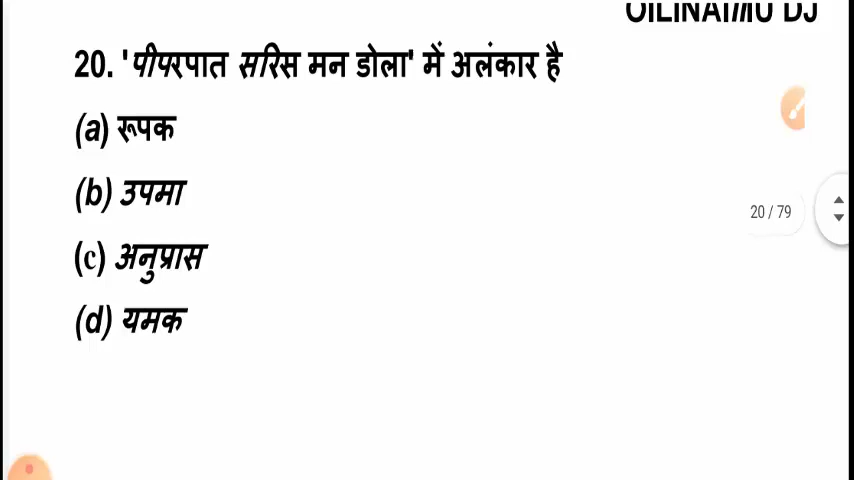 20. 'पीपरपात सरिस मन डोला' में अलंकार है
(a) रूपक
(b) उपमा
20 / 79
(c) अनुप्रास
(d) यमक